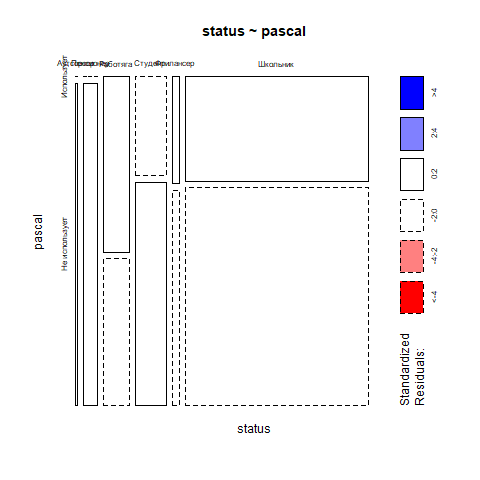 status ~ pascal
Работяга
Студент
Фрилансер
Школьник
Использует
Не использует
pascal
status
>4
2:4
0:2
-2:0
-4:-2
<-4
Standardized
Residuals: